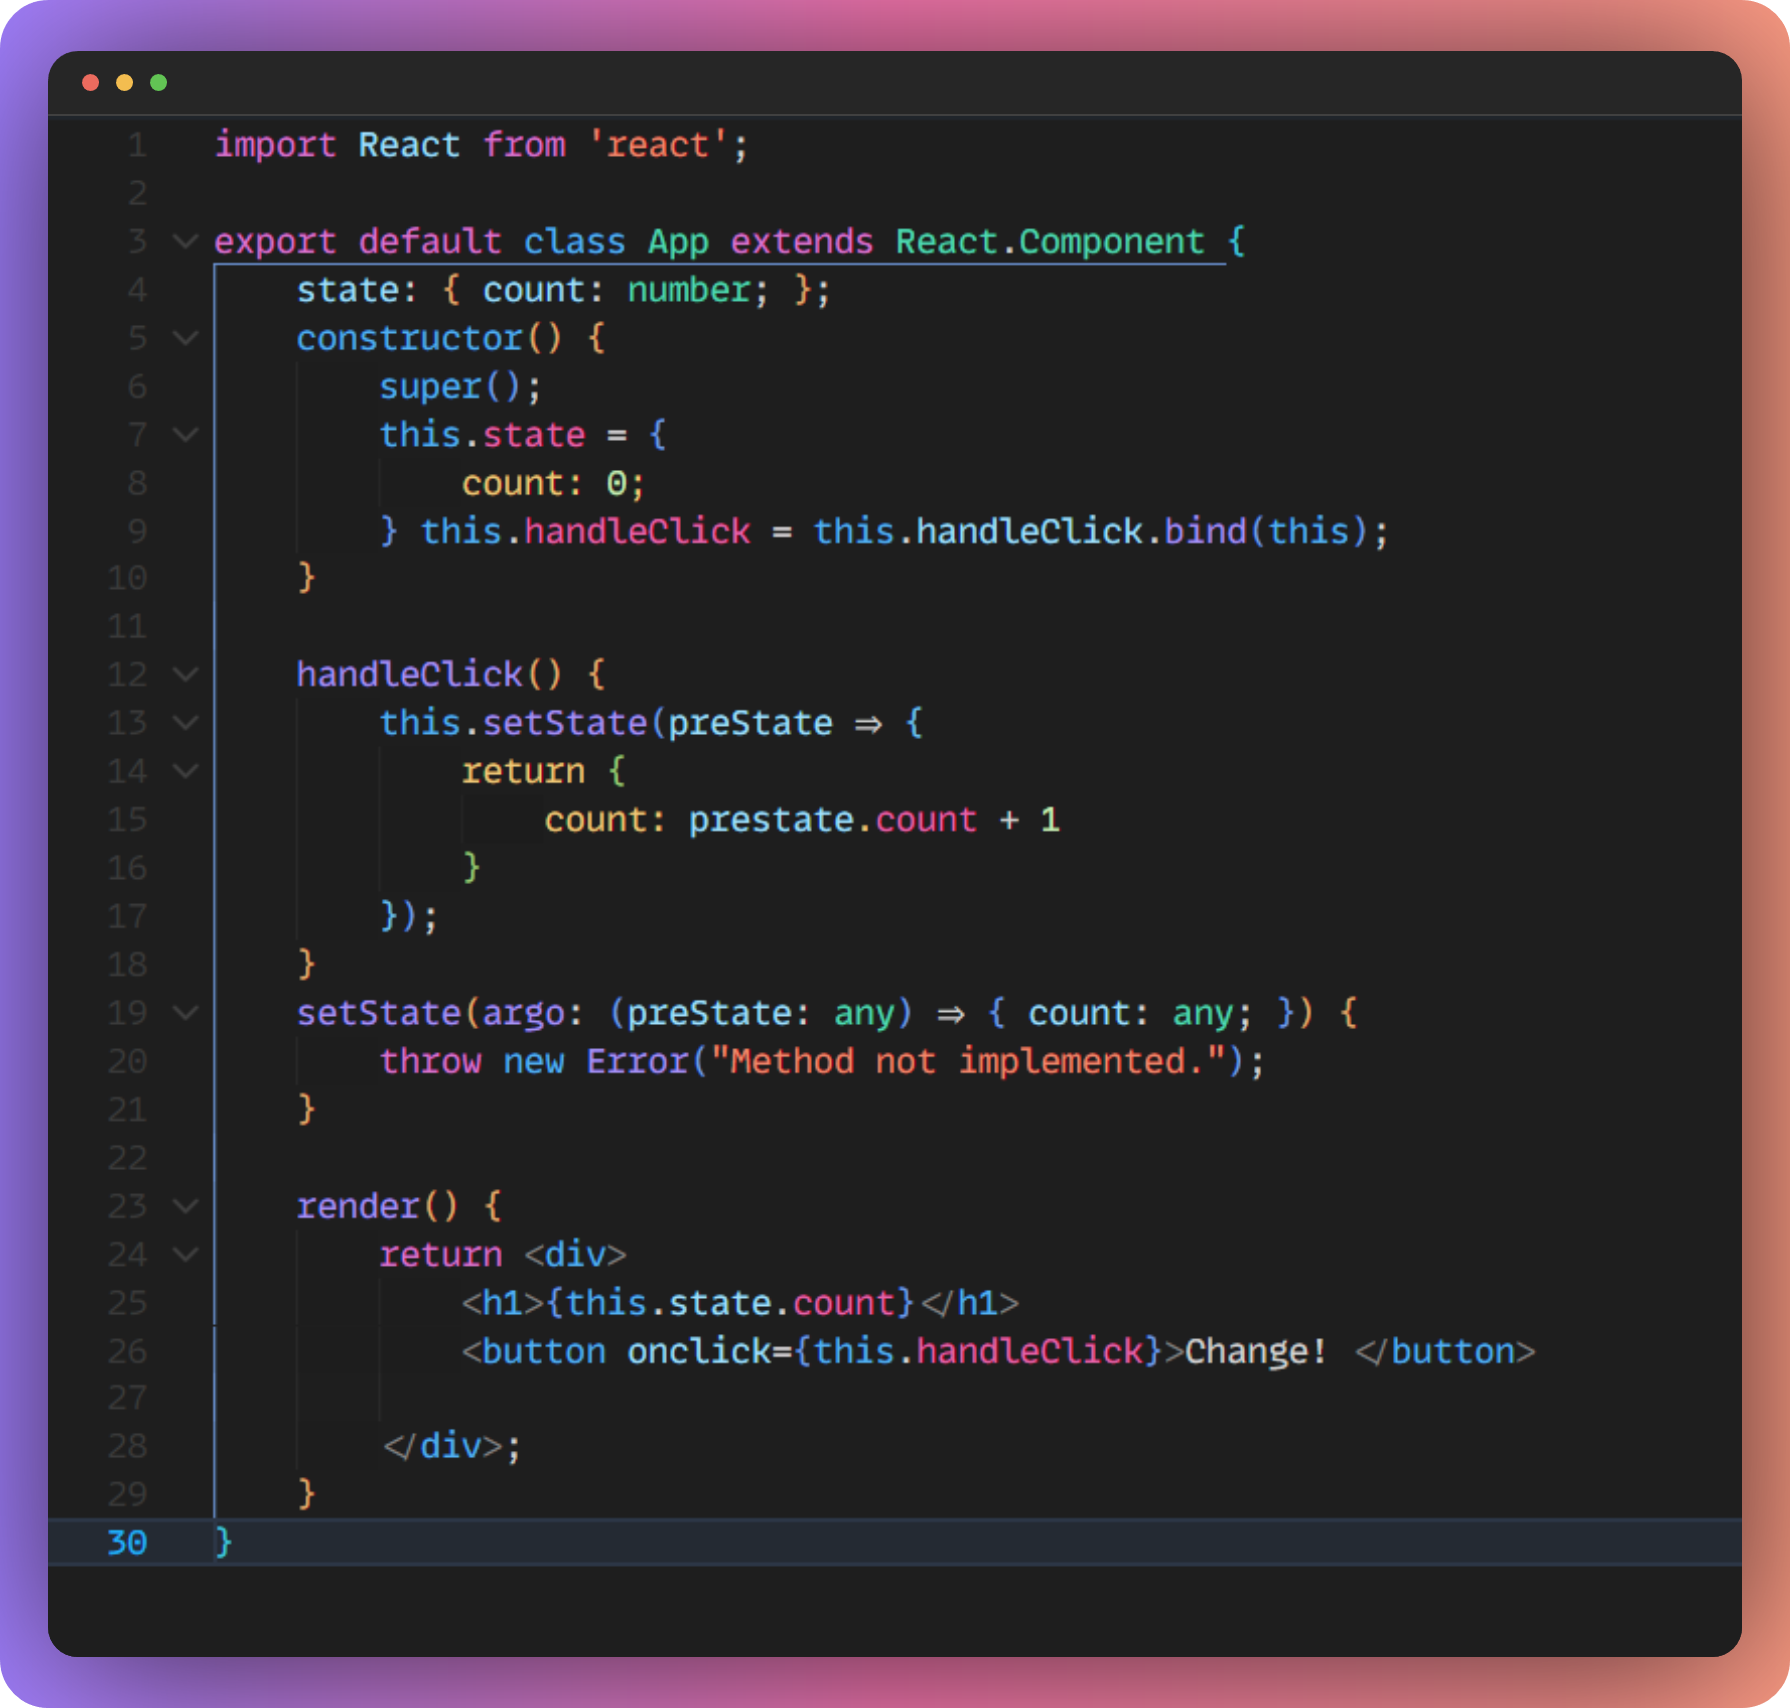 1 import React from 'react';
2
3 export default class App extends React.Component {
4 state: { count: number; };
5 constructor() {
6 super();
7 this.state = {
8 count: 0;
9 } this.handleClick = this.handleClick.bind(this);
10 }
11
12 handleClick() {
13 this.setState(preState => {
14 return {
15 count: prestate.count + 1
16 }
17 });
18 }
19 setState(argo: (preState: any) => { count: any; }) {
20 throw new Error("Method not implemented.");
21 }
22
23 render() {
24 return <div>
25 <h1>{this.state.count}</h1>
26 <button onclick={this.handleClick}>Change! </button>
27
28 </div>;
29 }
30 }